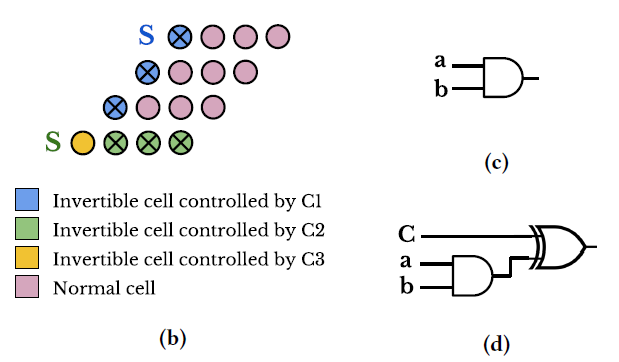 S
S
Invertible cell controlled by C1
Invertible cell controlled by C2
Invertible cell controlled by C3
Normal cell
(b)
a
b
(c)
C
a
b
(d)